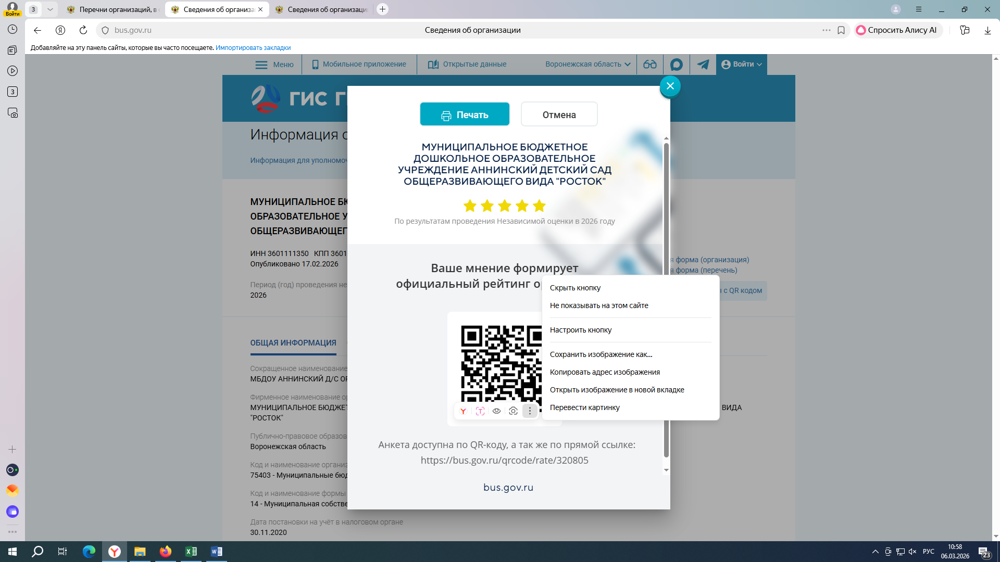 Войти
3
Перечни организаций, в
Сведения об организа
Сведения об организаци
bus.gov.ru
Сведения об организации
Спросить Алису AI
Добавляйте на эту панель сайты, которые вы часто посещаете. Импортировать закладки
3
Меню
Мобильное приложение
Открытые данные
Воронежская область
Войти
ГИС Г
Информация о
Информация для уполномоч
Печать
Отмена
МУНИЦИПАЛЬНОЕ БЮДЖЕТНОЕ
ДОШКОЛЬНОЕ ОБРАЗОВАТЕЛЬНОЕ
УЧРЕЖДЕНИЕ АННИНСКИЙ ДЕТСКИЙ САД
ОБЩЕРАЗВИВАЮЩЕГО ВИДА "РОСТОК"
По результатам проведения Независимой оценки в 2026 году
Ваше мнение формирует
официальный рейтинг о
МУНИЦИПАЛЬНОЕ БЮ
ОБРАЗОВАТЕЛЬНОЕ У
ОБЩЕРАЗВИВАЮЩЕГ
ИНН 3601111350 КПП 3601
Опубликовано 17.02.2026
я форма (организация)
я форма (перечень)
с QR кодом
Период (год) проведения не
2026
Скрыть кнопку
Не показывать на этом сайте
Настроить кнопку
Сохранить изображение как...
Копировать адрес изображения
Открыть изображение в новой вкладке
Перевести картинку
ОБЩАЯ ИНФОРМАЦИЯ
Сокращенное наименование
МБДОУ АННИНСКИЙ Д/С ОР
Фирменное наименование ор
МУНИЦИПАЛЬНОЕ БЮДЖЕТ
ВИДА
"РОСТОК"
Публично-правовое образов
Воронежская область
Код и наименование организ
75403 - Муниципальные бюд
Код и наименование формы
14 - Муниципальная собстве
Дата постановки на учёт в налоговом органе
30.11.2020
Анкета доступна по QR-коду, а так же по прямой ссылке:
https://bus.gov.ru/qrcode/rate/320805
bus.gov.ru
РУС
10:58
06.03.2026
23